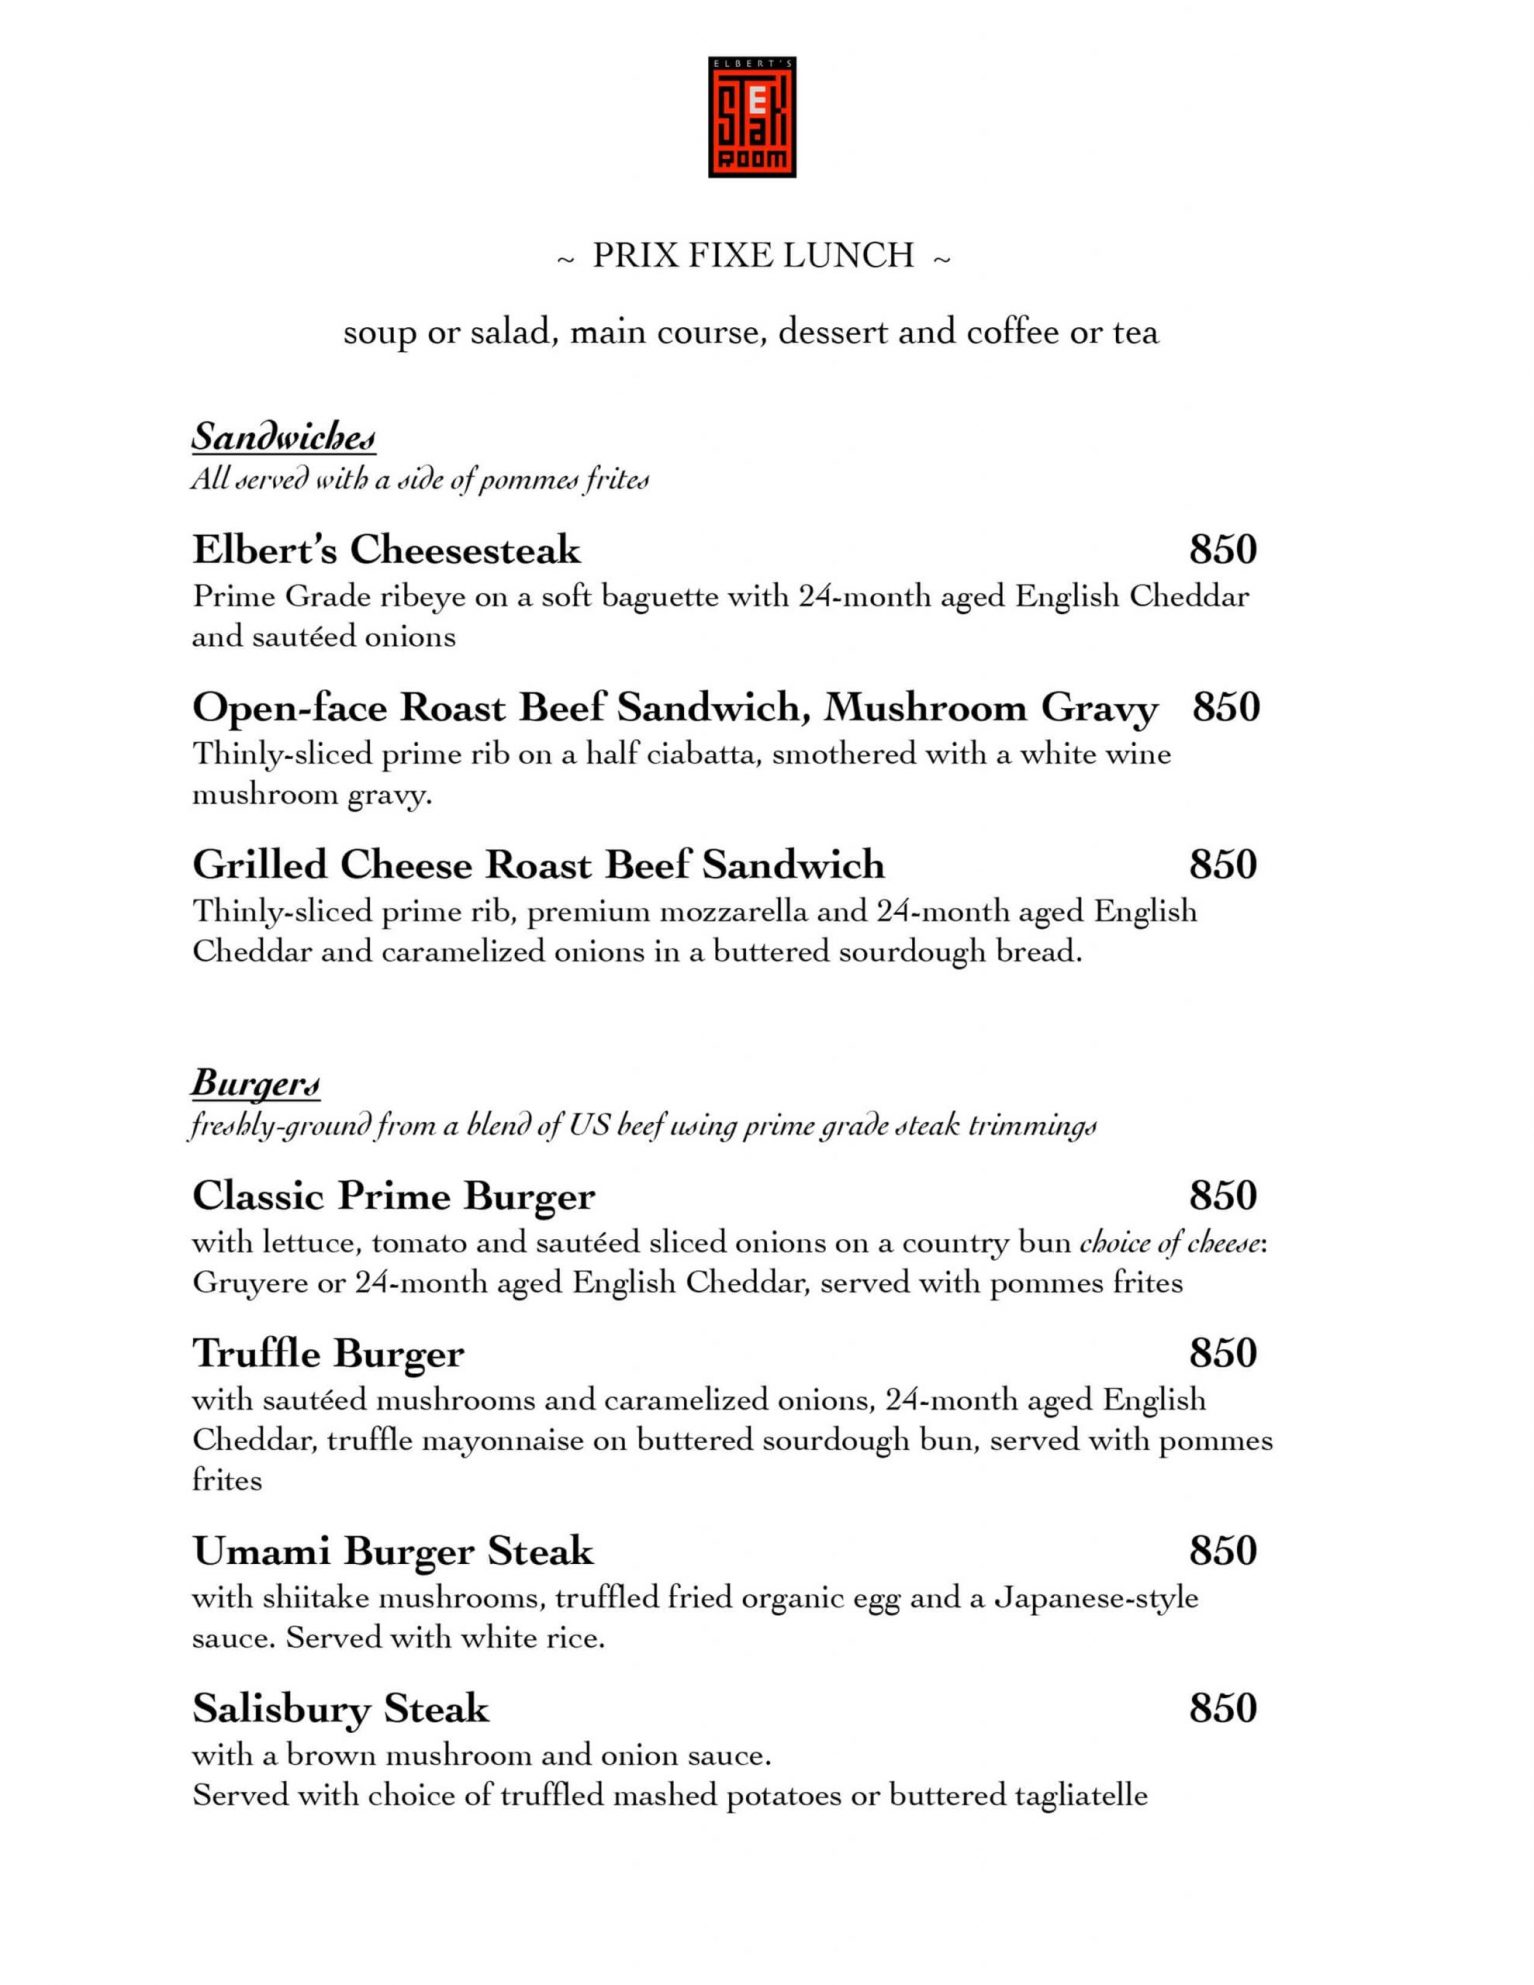 ELBERT'S
STEaK
ROOM
~ PRIX FIXE LUNCH ~
soup or salad, main course, dessert and coffee or tea
Sandwiches
All served with a side of pommes frites
Elbert's Cheesesteak 850
Prime Grade ribeye on a soft baguette with 24-month aged English Cheddar
and sautéed onions
Open-face Roast Beef Sandwich, Mushroom Gravy 850
Thinly-sliced prime rib on a half ciabatta, smothered with a white wine
mushroom gravy.
Grilled Cheese Roast Beef Sandwich 850
Thinly-sliced prime rib, premium mozzarella and 24-month aged English
Cheddar and caramelized onions in a buttered sourdough bread.
Burgers
freshly-ground from a blend of US beef using prime grade steak trimmings
Classic Prime Burger 850
with lettuce, tomato and sautéed sliced onions on a country bun choice of cheese:
Gruyere or 24-month aged English Cheddar, served with pommes frites
Truffle Burger 850
with sautéed mushrooms and caramelized onions, 24-month aged English
Cheddar, truffle mayonnaise on buttered sourdough bun, served with pommes
frites
Umami Burger Steak 850
with shiitake mushrooms, truffled fried organic egg and a Japanese-style
sauce. Served with white rice.
Salisbury Steak 850
with a brown mushroom and onion sauce.
Served with choice of truffled mashed potatoes or buttered tagliatelle